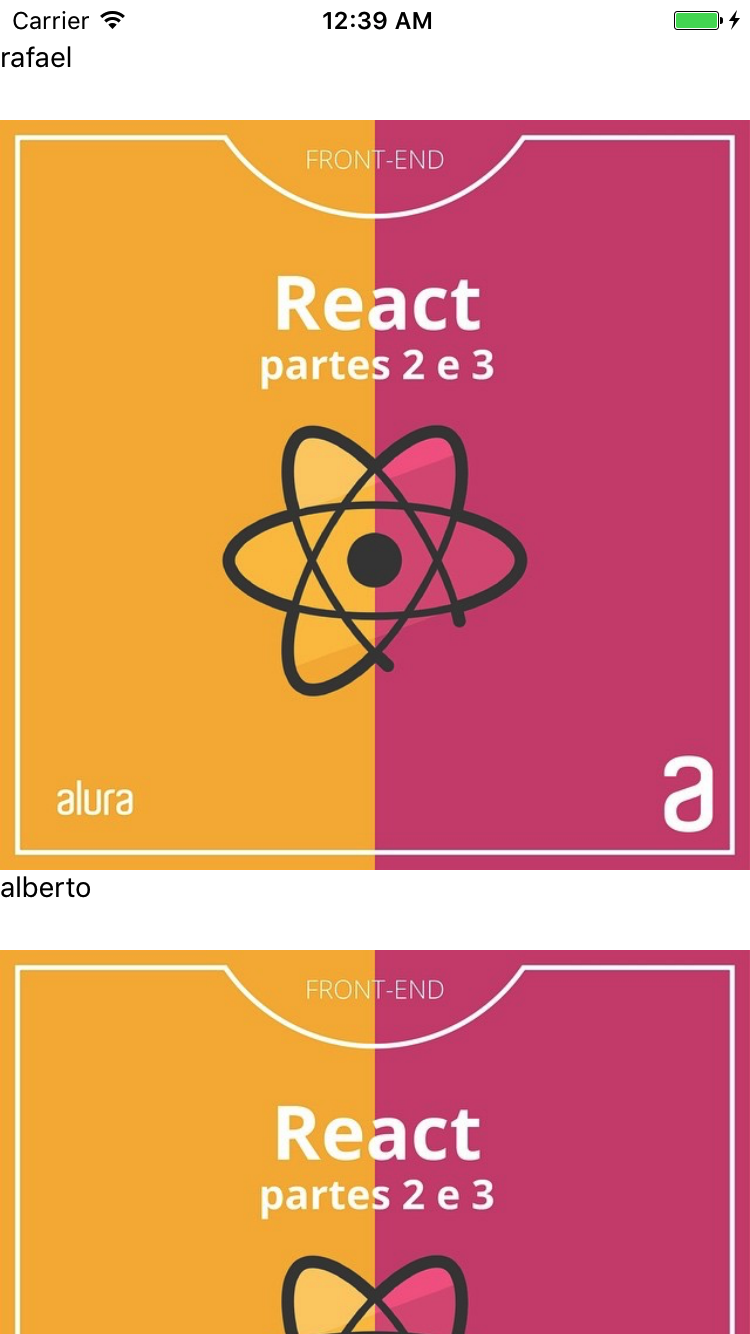 Carrier 12:39 AM
rafael
FRONT-END
React
partes 2 e 3
alura
a
alberto
FRONT-END
React
partes 2 e 3